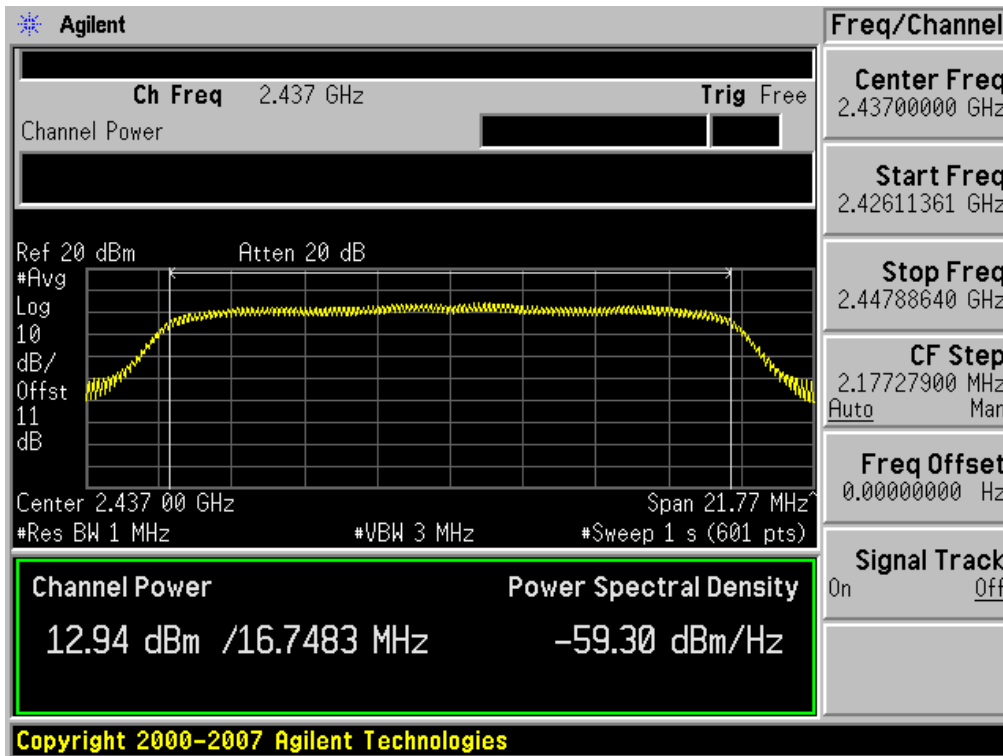 Agilent
Ch Freq 2.437 GHz Trig Free
Channel Power
Ref 20 dBm Atten 20 dB
#Avg
Log
10
dB/
Offst
11
dB
Center 2.437 00 GHz Span 21.77 MHz^
#Res BW 1 MHz #VBW 3 MHz #Sweep 1 s (601 pts)
Channel Power Power Spectral Density
12.94 dBm /16.7483 MHz -59.30 dBm/Hz
Copyright 2000-2007 Agilent Technologies
Freq/Channel
Center Freq
2.43700000 GHz
Start Freq
2.42611361 GHz
Stop Freq
2.44788640 GHz
CF Step
2.17727900 MHz
Auto Man
Freq Offset
0.00000000 Hz
Signal Track
On Off